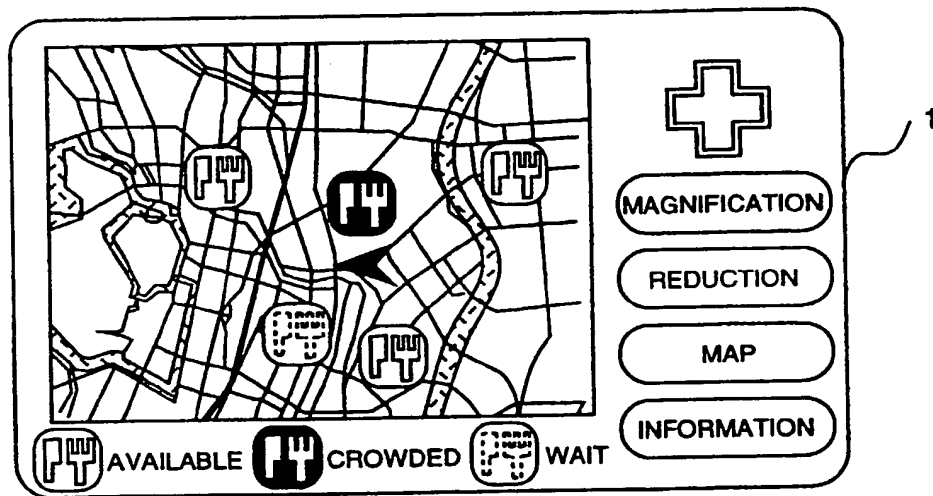 1
MAGNIFICATION
REDUCTION
MAP
INFORMATION
AVAILABLE CROWDED WAIT